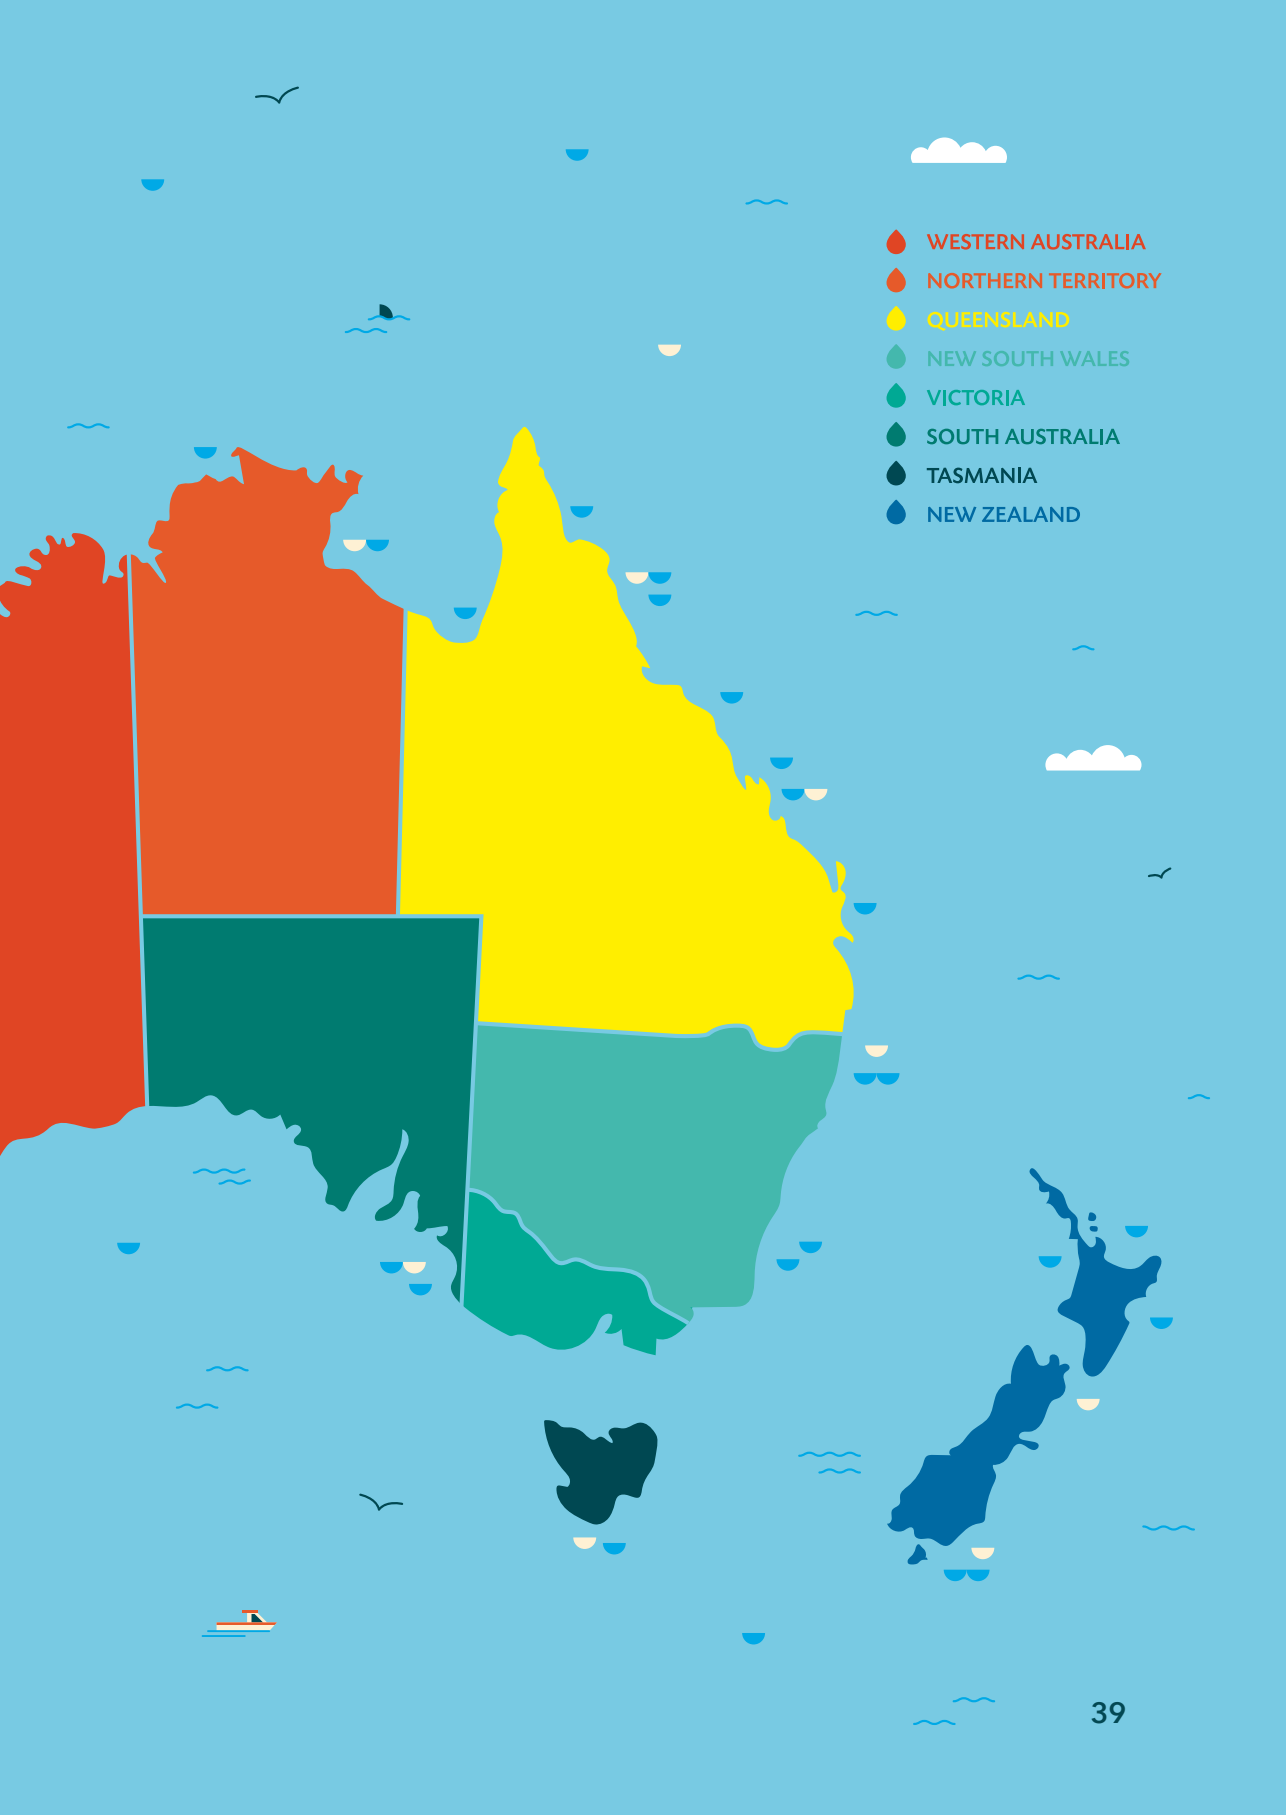 WESTERN AUSTRALIA
NORTHERN TERRITORY
QUEENSLAND
NEW SOUTH WALES
VICTORIA
SOUTH AUSTRALIA
TASMANIA
NEW ZEALAND
39